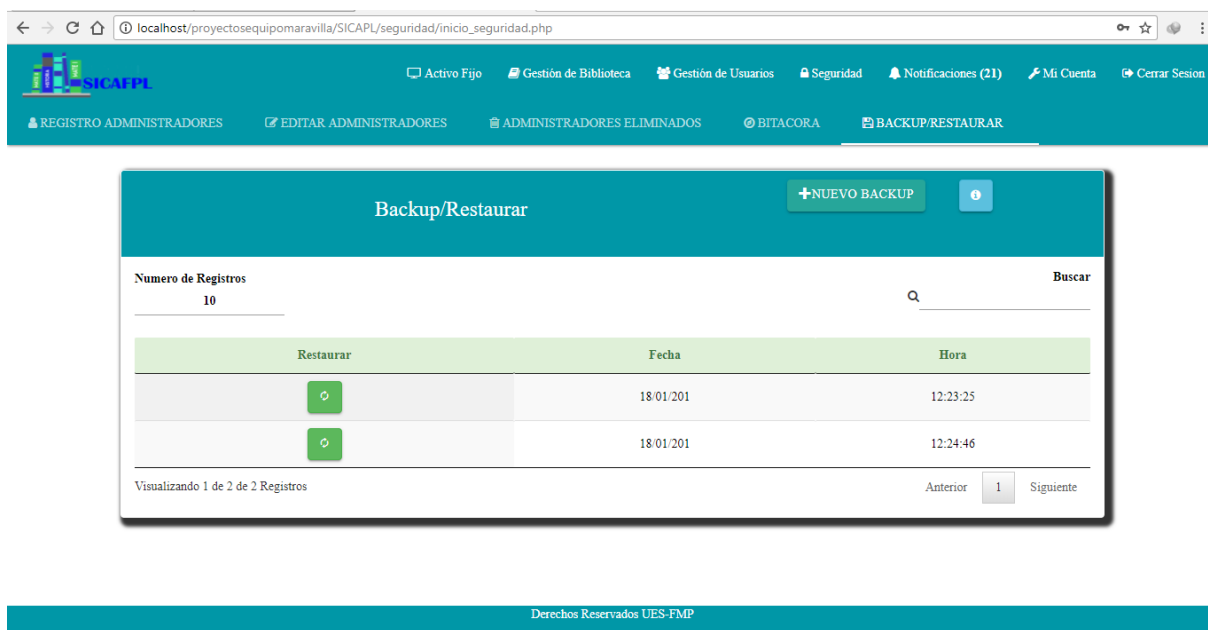 localhost/proyectosequipomaravilla/SICAPL/seguridad/inicio_seguridad.php
SICAFPL
Activo Fijo Gestión de Biblioteca Gestión de Usuarios Seguridad Notificaciones (21) Mi Cuenta Cerrar Sesion
REGISTRO ADMINISTRADORES EDITAR ADMINISTRADORES ADMINISTRADORES ELIMINADOS BITACORA BACKUP/RESTAURAR
Backup/Restaurar
+NUEVO BACKUP
Numero de Registros
10
Buscar
Restaurar Fecha Hora
18/01/201 12:23:25
18/01/201 12:24:46
Visualizando 1 de 2 de 2 Registros
Anterior 1 Siguiente
Derechos Reservados UES-FMP